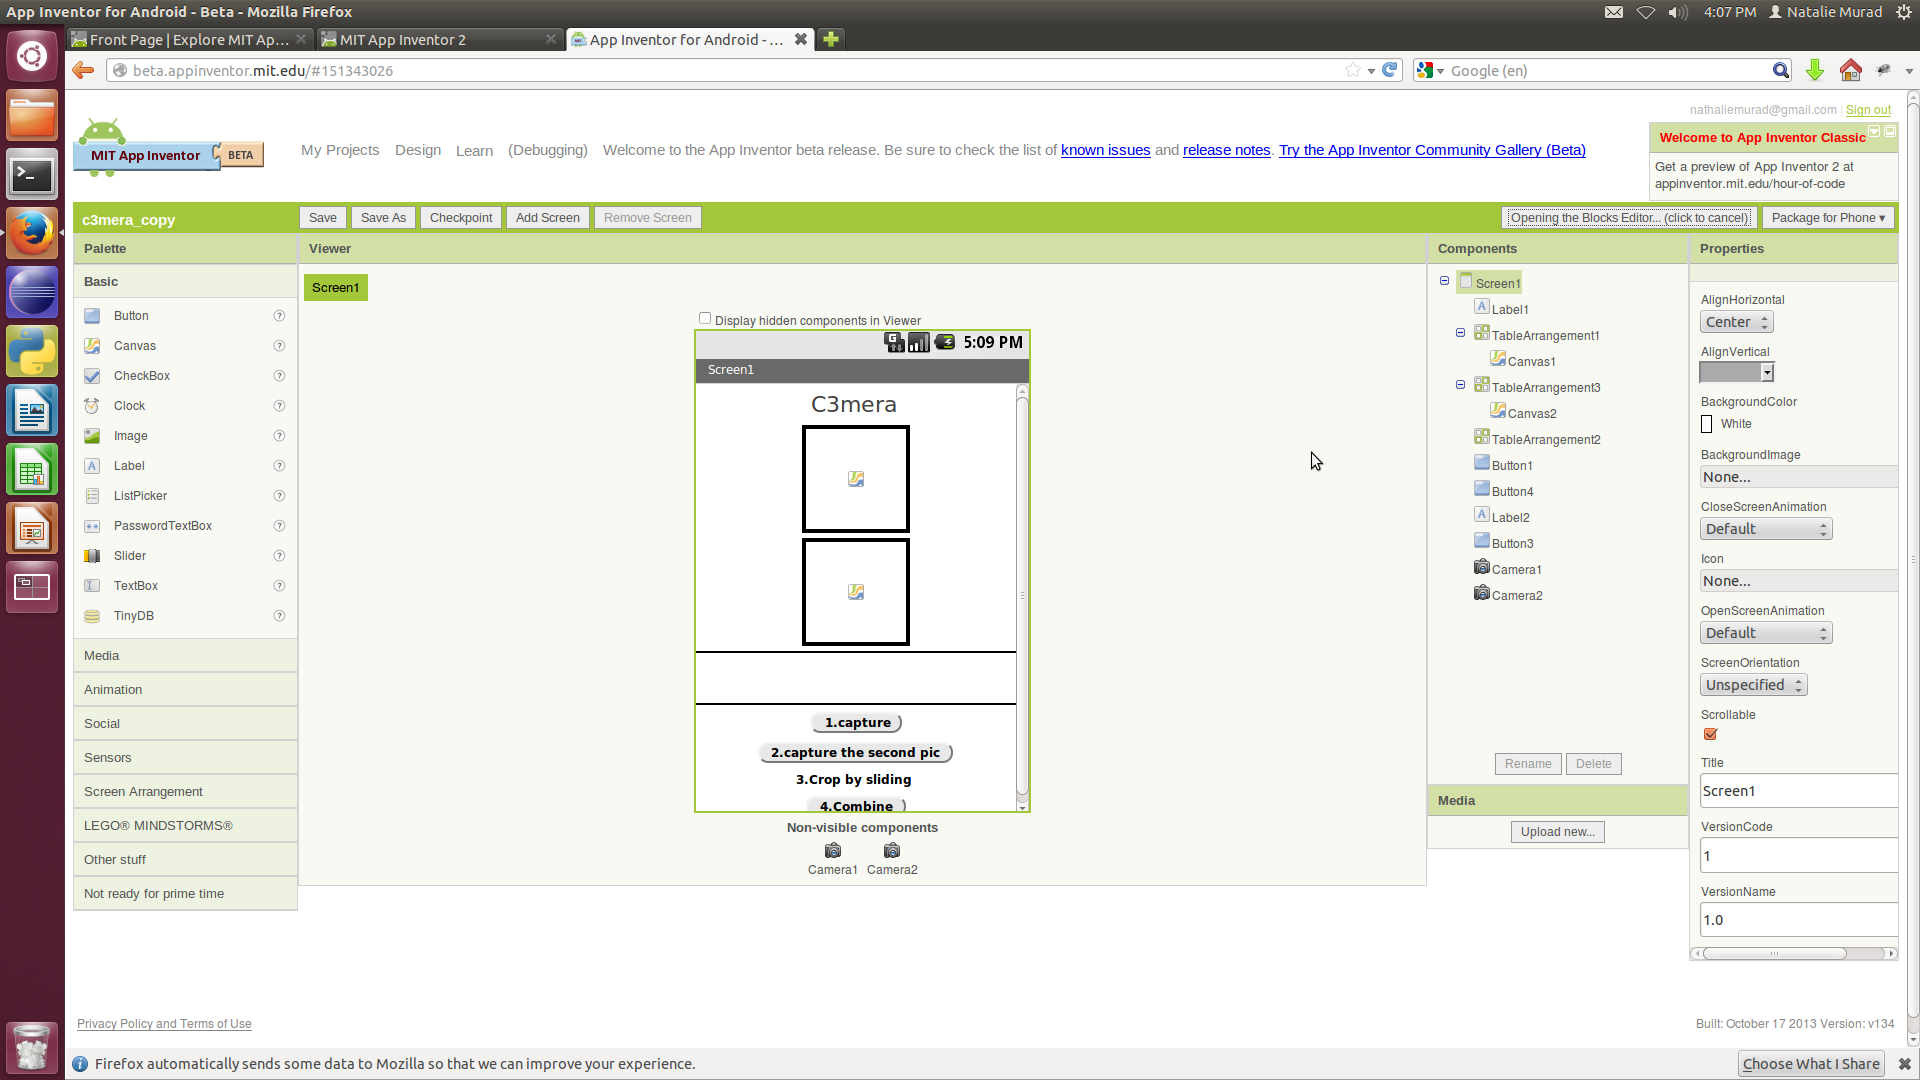 App Inventor for Android - Beta - Mozilla Firefox
4:07 PM Natalie Murad
Front Page | Explore MIT Ap...
MIT App Inventor 2
App Inventor for Android - ...
beta.appinventor.mit.edu/#151343026
Google (en)
nathaliemurad@gmail.com | Sign out
MIT App Inventor BETA
My Projects Design Learn (Debugging) Welcome to the App Inventor beta release. Be sure to check the list of known issues and release notes. Try the App Inventor Community Gallery (Beta)
Welcome to App Inventor Classic
Get a preview of App Inventor 2 at
appinventor.mit.edu/hour-of-code
c3mera_copy
Save
Save As
Checkpoint
Add Screen
Remove Screen
Opening the Blocks Editor... (click to cancel)
Package for Phone ▾
Palette
Basic
Button ?
Canvas ?
CheckBox ?
Clock ?
Image ?
Label ?
ListPicker ?
PasswordTextBox ?
Slider ?
TextBox ?
TinyDB ?
Media
Animation
Social
Sensors
Screen Arrangement
LEGO® MINDSTORMS®
Other stuff
Not ready for prime time
Viewer
Screen1
Display hidden components in Viewer
5:09 PM
Screen1
C3mera
1.capture
2.capture the second pic
3.Crop by sliding
4.Combine
Non-visible components
Camera1
Camera2
Components
Screen1
Label1
TableArrangement1
Canvas1
TableArrangement3
Canvas2
TableArrangement2
Button1
Button4
Label2
Button3
Camera1
Camera2
Rename
Delete
Media
Upload new...
Properties
AlignHorizontal
Center
AlignVertical
BackgroundColor
White
BackgroundImage
None...
CloseScreenAnimation
Default
Icon
None...
OpenScreenAnimation
Default
ScreenOrientation
Unspecified
Scrollable
Title
Screen1
VersionCode
1
VersionName
1.0
Privacy Policy and Terms of Use
Built: October 17 2013 Version: v134
Firefox automatically sends some data to Mozilla so that we can improve your experience.
Choose What I Share